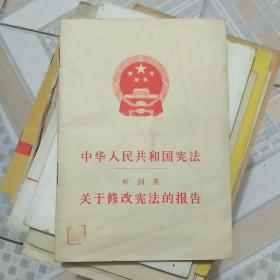 中华人民共和国宪法
叶剑英
关于修改宪法的报告